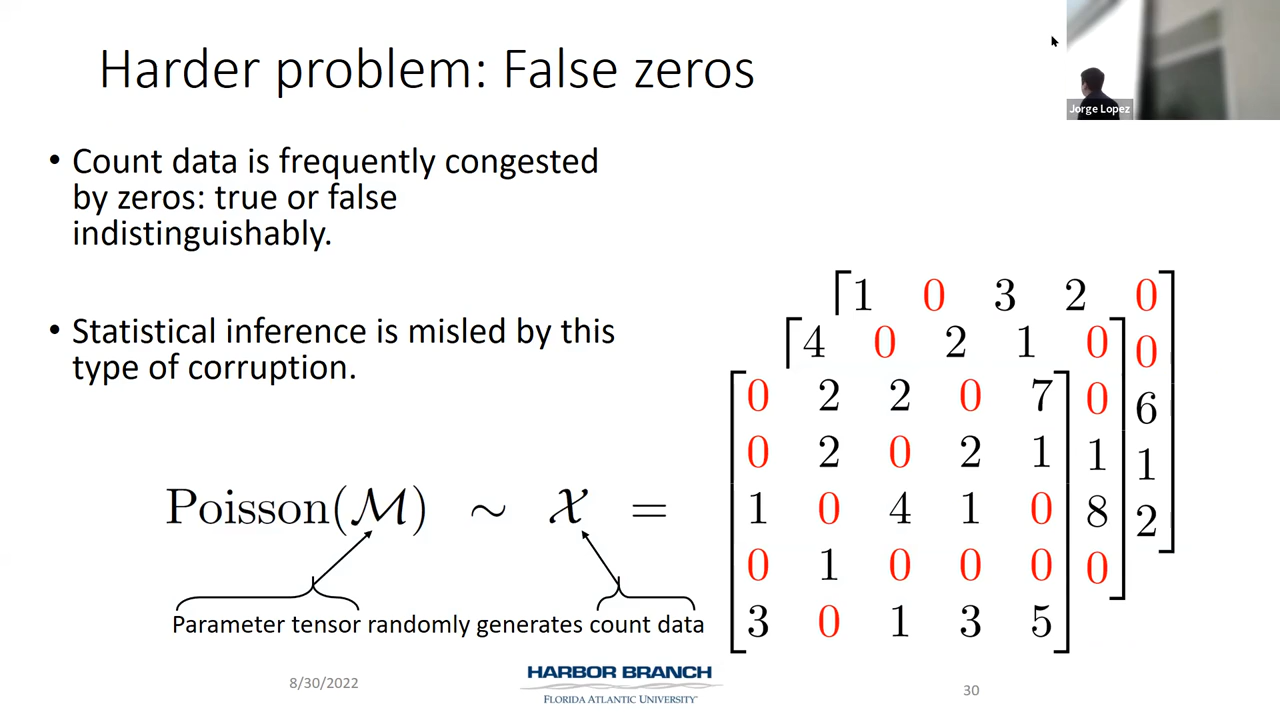 Harder problem: False zeros
Jorge Lopez
• Count data is frequently congested
by zeros: true or false
indistinguishably.
• Statistical inference is misled by this
type of corruption.
1 0 3 2 0
4 0 2 1 0 0
0 2 2 0 7 0 6
0 2 0 2 1 1 1
Poisson(ℳ) ∼ 𝒳 = 1 0 4 1 0 8 2
0 1 0 0 0 0
3 0 1 3 5
Parameter tensor randomly generates count data
8/30/2022
HARBOR BRANCH
FLORIDA ATLANTIC UNIVERSITY
30